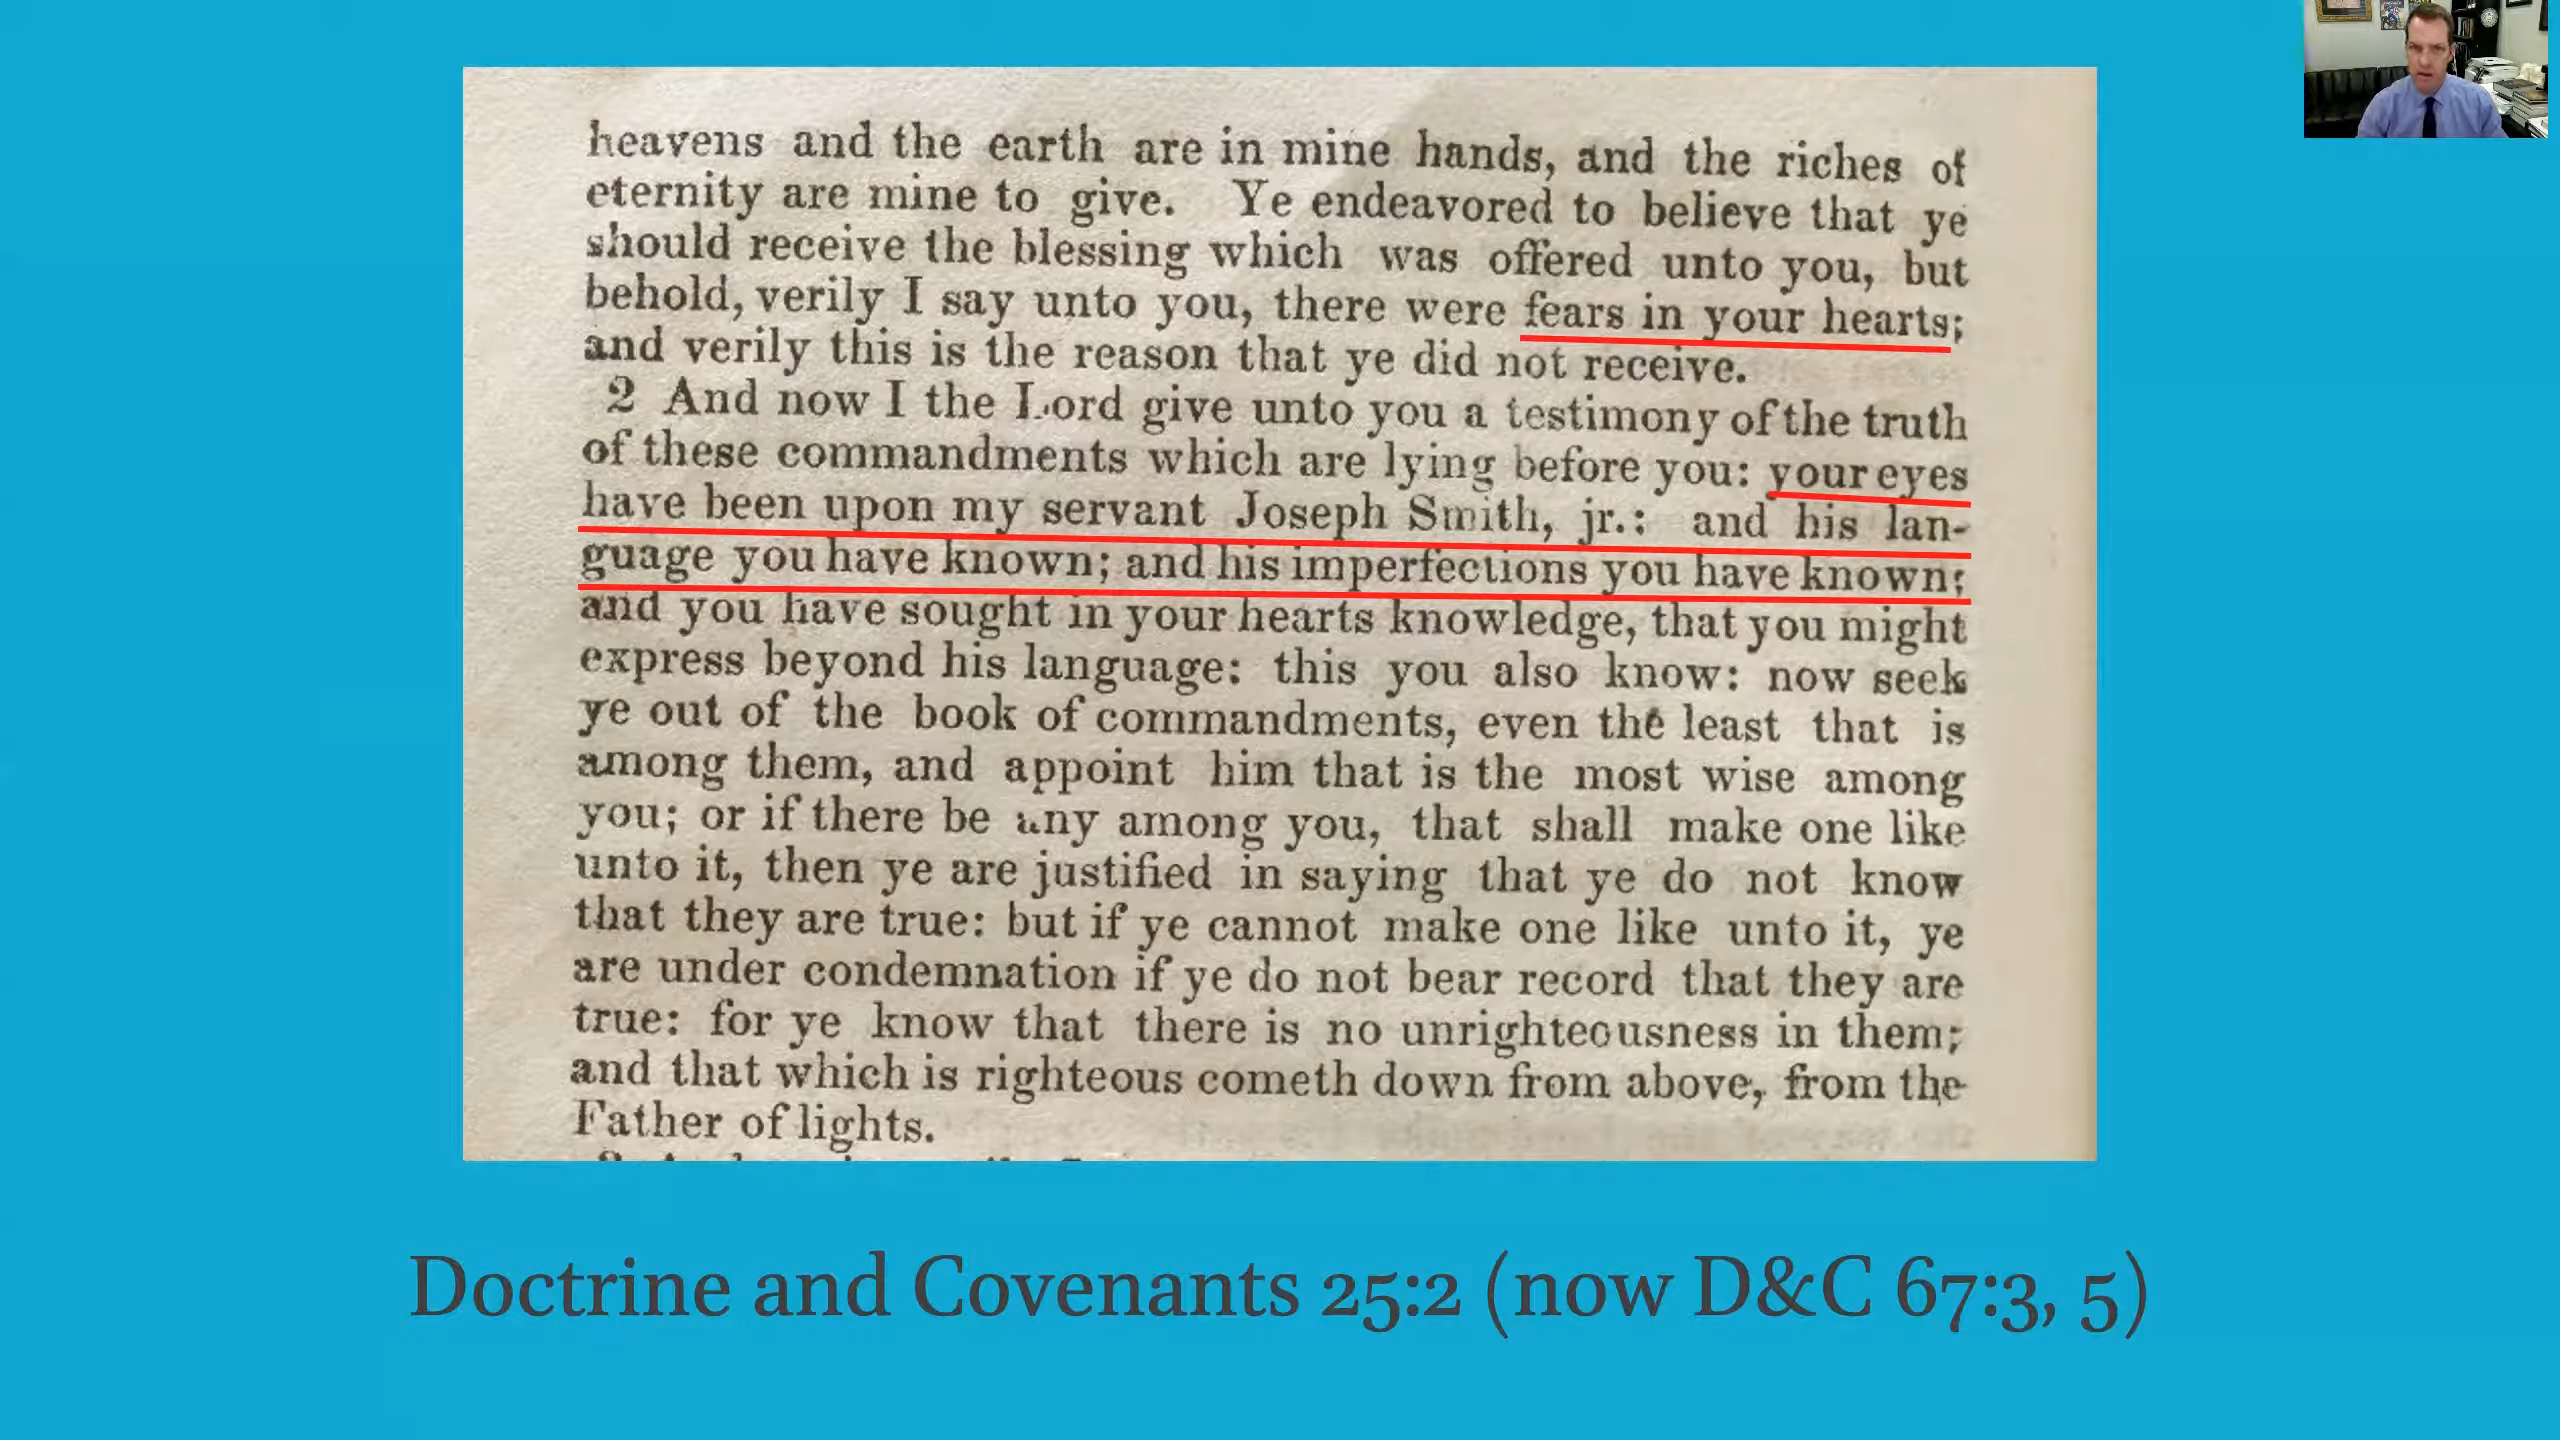 heavens and the earth are in mine hands, and the riches of
eternity are mine to give. Ye endeavored to believe that ye
should receive the blessing which was offered unto you, but
behold, verily I say unto you, there were fears in your hearts;
and verily this is the reason that ye did not receive.
2 And now I the Lord give unto you a testimony of the truth
of these commandments which are lying before you: your eyes
have been upon my servant Joseph Smith, jr.: and his lan-
guage you have known; and his imperfections you have known;
and you have sought in your hearts knowledge, that you might
express beyond his language: this you also know: now seek
ye out of the book of commandments, even the least that is
among them, and appoint him that is the most wise among
you; or if there be any among you, that shall make one like
unto it, then ye are justified in saying that ye do not know
that they are true: but if ye cannot make one like unto it, ye
are under condemnation if ye do not bear record that they are
true: for ye know that there is no unrighteousness in them;
and that which is righteous cometh down from above, from the
Father of lights.
Doctrine and Covenants 25:2 (now D&C 67:3, 5)